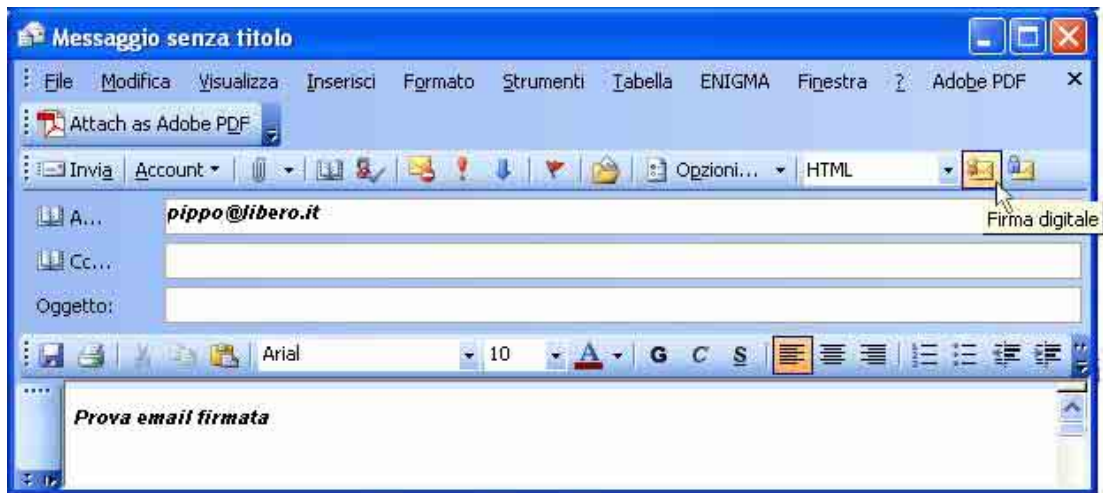 Messaggio senza titolo
File Modifica Visualizza Inserisci Formato Strumenti Tabella ENIGMA Finestra ? Adobe PDF
Attach as Adobe PDF
Invia Account Opzioni... HTML
Firma digitale
A... pippo@libero.it
Cc...
Oggetto:
Arial 10 A G C S
Prova email firmata